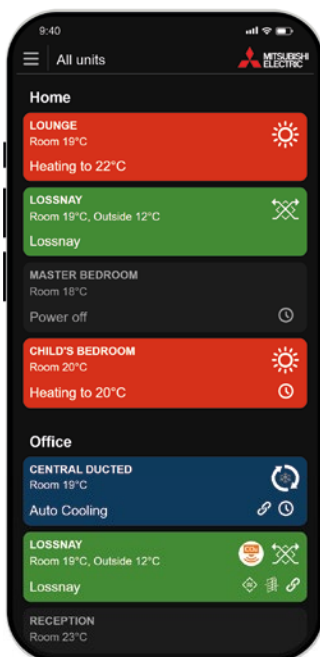 9:40
All units
MITSUBISHI
ELECTRIC
Home
LOUNGE
Room 19°C
Heating to 22°C
LOSSNAY
Room 19°C, Outside 12°C
Lossnay
MASTER BEDROOM
Room 18°C
Power off
CHILD'S BEDROOM
Room 20°C
Heating to 20°C
Office
CENTRAL DUCTED
Room 19°C
Auto Cooling
LOSSNAY
Room 19°C, Outside 12°C
CO₂
Lossnay
RECEPTION
Room 23°C